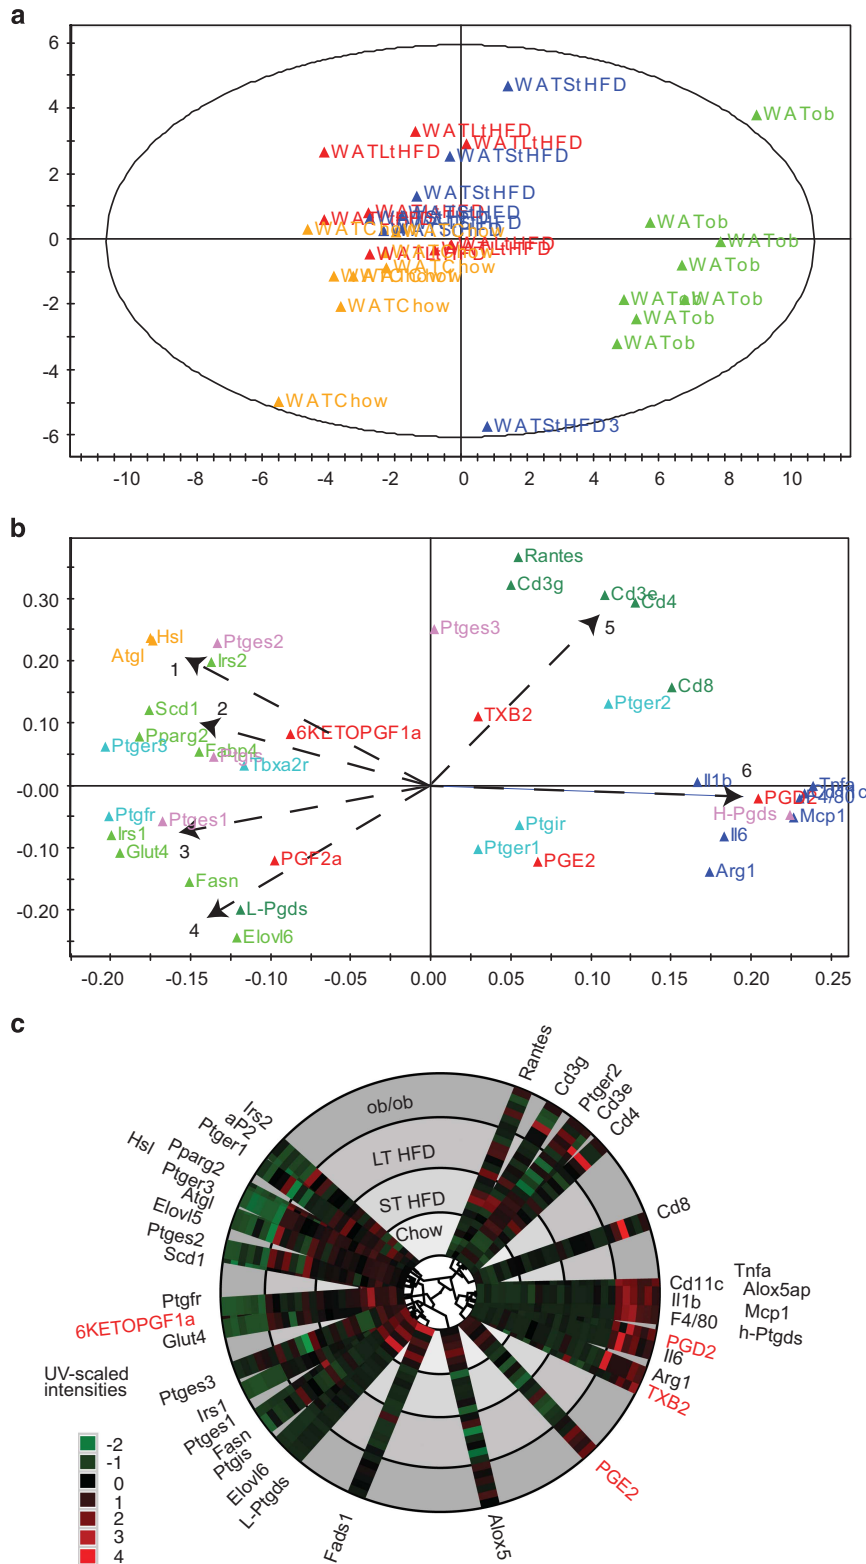 a
6
4
2
0
-2
-4
-6
WATStHFD
WATob
WATLtHFD
WATLtHFD
WATLtHFD
WATStHFD
WATStHFD
WATob
WATob
WATob
WATChow
WATob
WATob
WATob
WATChow
WATob
WATChow
WATStHFD3
-10 -8 -6 -4 -2 0 2 4 6 8 10
b
0.30
0.20
0.10
-0.00
-0.10
-0.20
Rantes
Cd3g
Cd3e
Cd4
Ptges3
5
Hsl
Ptges2
Atgl
Irs2
1
Cd8
Scd1
2
TXB2
Ptger2
Pparg2
6KETOPGF1a
Ptger3
Fabp4
Ptgis
Tbxa2r
6
Il1b
Tnfa
PGD2
F4/80
H-Pgds
Mcp1
Ptgfr
Ptges1
Irs1
Ptgir
Il6
Glut4
3
Ptger1
PGF2a
PGE2
Arg1
Fasn
L-Pgds
4
Elovl6
-0.20 -0.15 -0.10 -0.05 0.00 0.05 0.10 0.15 0.20 0.25
c
ob/ob
LT HFD
ST HFD
Chow
Rantes
Cd3g
Ptger2
Cd3e
Cd4
Cd8
Tnfa
Cd11c
Alox5ap
Il1b
Mcp1
F4/80
h-Ptgds
PGD2
Il6
Arg1
TXB2
PGE2
Alox5
Fads1
L-Ptgds
Elovl6
Ptgis
Fasn
Ptges1
Irs1
Ptges3
Glut4
6KETOPGF1a
Ptgfr
Scd1
Ptges2
Elovl5
Atgl
Ptger3
Pparg2
Hsl
Ptger1
aP2
Irs2
UV-scaled
intensities
-2
-1
0
1
2
3
4